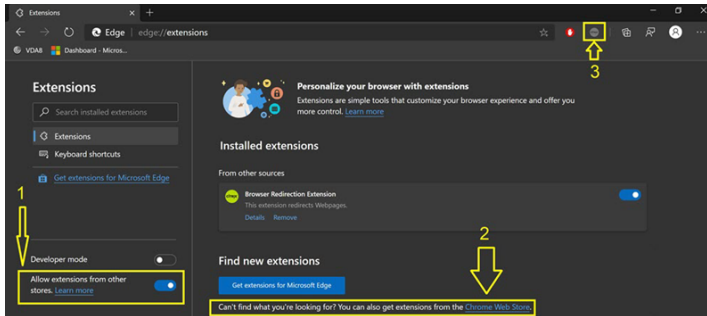 Extensions
Edge | edge://extensions
VDAB Dashboard - Micros...
3
Extensions
Search installed extensions
Extensions
Keyboard shortcuts
Get extensions for Microsoft Edge
1
Developer mode
Allow extensions from other
stores. Learn more
Personalize your browser with extensions
Extensions are simple tools that customize your browser experience and offer you
more control. Learn more
Installed extensions
From other sources
Browser Redirection Extension
This extension redirects Webpages.
Details Remove
2
Find new extensions
Get extensions for Microsoft Edge
Can't find what you're looking for? You can also get extensions from the Chrome Web Store.